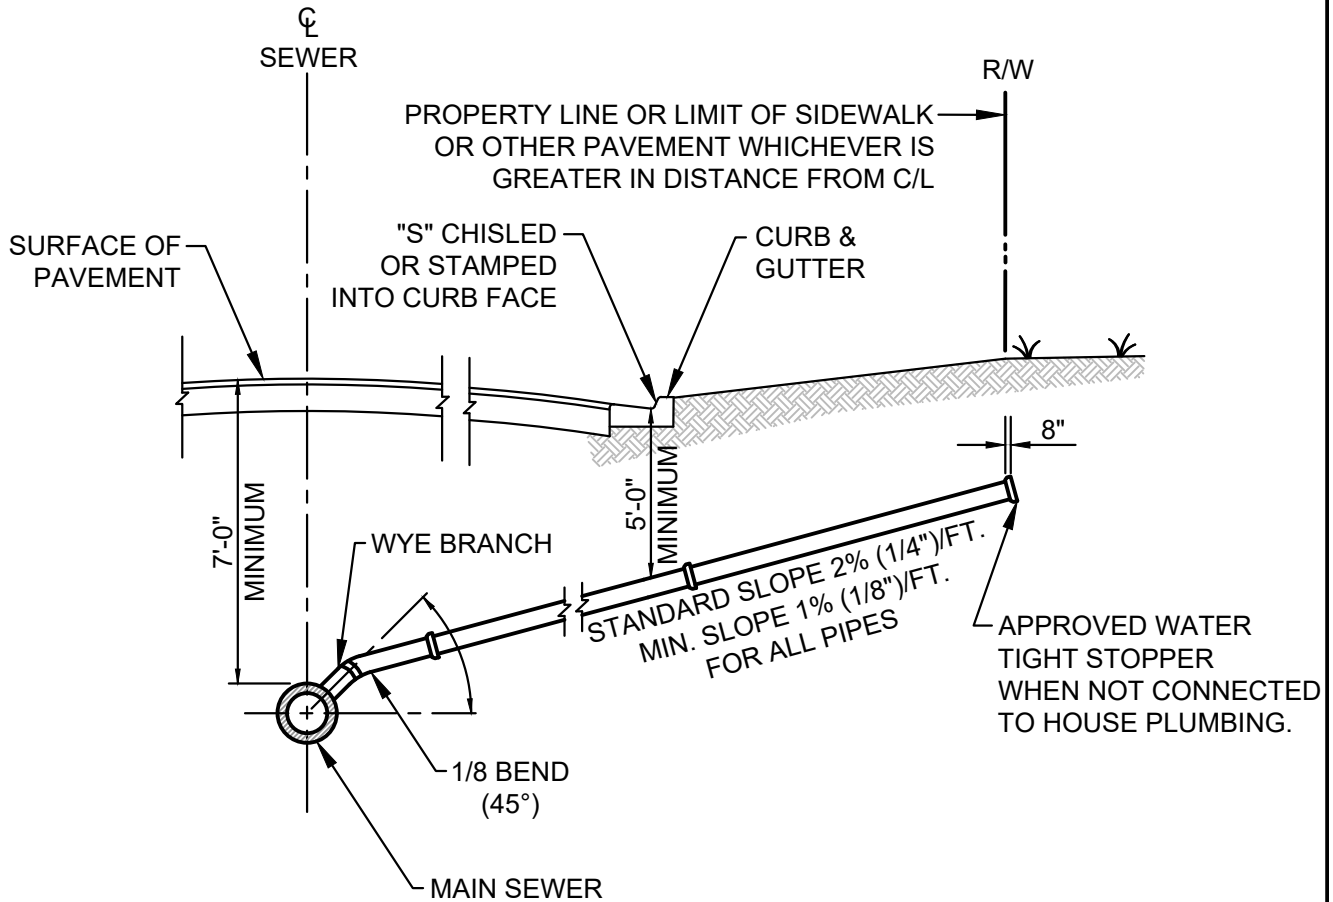 ℄
SEWER
R/W
PROPERTY LINE OR LIMIT OF SIDEWALK
OR OTHER PAVEMENT WHICHEVER IS
GREATER IN DISTANCE FROM C/L
SURFACE OF
PAVEMENT
"S" CHISLED
OR STAMPED
INTO CURB FACE
CURB &
GUTTER
8"
7'-0"
MINIMUM
5'-0"
MINIMUM
WYE BRANCH
STANDARD SLOPE 2% (1/4")/FT.
MIN. SLOPE 1% (1/8")/FT.
FOR ALL PIPES
APPROVED WATER
TIGHT STOPPER
WHEN NOT CONNECTED
TO HOUSE PLUMBING.
1/8 BEND
(45°)
MAIN SEWER